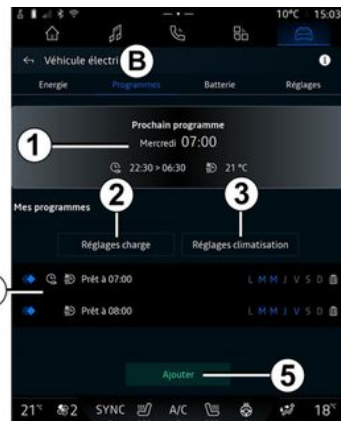 10°C 15:03
Véhicule électri B
Energie Programmes Batterie Réglages
Prochain programme
1 Mercredi 07:00
22:30 > 06:30 21 °C
Mes programmes 2 3
Réglages charge Réglages climatisation
Prêt à 07:00 L M M J V S D
Prêt à 08:00 L M M J V S D
Ajouter 5
21°C 2 SYNC A/C 18°C